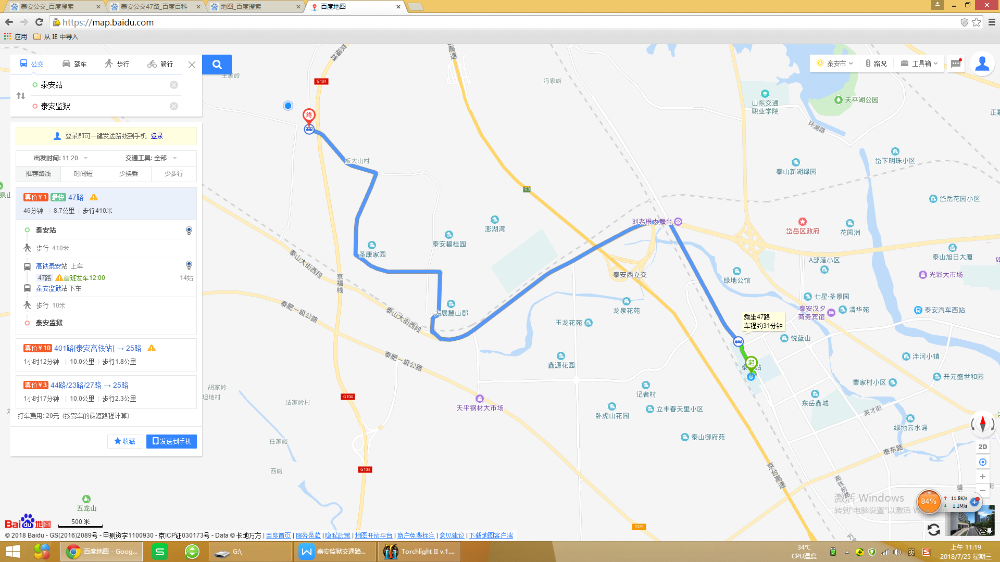 泰安公交_百度搜索
泰安公交47路_百度百科
地图_百度搜索
百度地图
https://map.baidu.com
应用
从 IE 中导入
公交
驾车
步行
骑行
泰安站
泰安监狱
登录即可一键发送路线到手机 登录
出发时间: 11:20
交通工具: 全部
推荐路线
时间短
少换乘
少步行
票价¥1 最快 47路
46分钟 | 8.7公里 | 步行410米
泰安站
步行 410米
高铁泰安站 上车
47路 首班发车12:00
14站
泰安监狱站 下车
步行 10米
泰安监狱
票价¥10 401路[泰安高铁站] → 25路
1小时12分钟 | 10.0公里 | 步行1.8公里
票价¥3 44路/23路/27路 → 25路
1小时17分钟 | 10.0公里 | 步行2.3公里
打车费用: 20元 (按驾车的最短路程计算)
收藏
发送到手机
泰安市
路况
工具箱
王家岭
京福线
G104
京台高速
冯家峪
山东交通
职业学院
天平湖公园
环湖路
终
板大山村
G3
泰山新湖绿园
岱下明珠小区
岱岳花园小区
澎湖湾
刘老根大舞台
岱岳区政府
花园洲
泰安碧桂园
圣康家园
泰山大街西段
京福线
泰安西立交
A部落小区
泰山旭日大厦
光彩大市场
绿地公馆
七星·圣景园
泰安汉夕
商务宾馆
清华苑
泰安汽车西站
泰肥一级公路
大展麓山郡
泰山大街西段
龙泉花苑
玉龙花苑
乘坐47路
车程约31分钟
悦蓝山
泮河小镇
起
开元盛世和园
曹家村小区
泰肥一级公路
鑫源花园
胡家岭
坦地村
法家岭村
G104
天平钢材大市场
记者村
卧虎山花园
立丰春天里小区
东岳鑫城
英才街
绿地云水谣
泰山御府苑
任家峪
西峪
G104
泰东路
京台高速
高铁前路
S329
五龙山
500 米
Baidu地图
2D
激活 Windows
转到"电脑设置"以激活 W
84%
11.8K/s
1.1M/s
全景
© 2018 Baidu - GS(2016)2089号 - 甲测资字1100930 - 京ICP证030173号 - Data © 长地万方 | 百度首页 | 服务条款 | 隐私政策 | 地图开放平台 | 商户免费标注 | 意见建议 | 下载地图客户端
百度地图 - Goog...
G:\
泰安监狱交通路...
Torchlight II v.1....
34℃
CPU温度
英
上午 11:19
2018/7/25 星期三